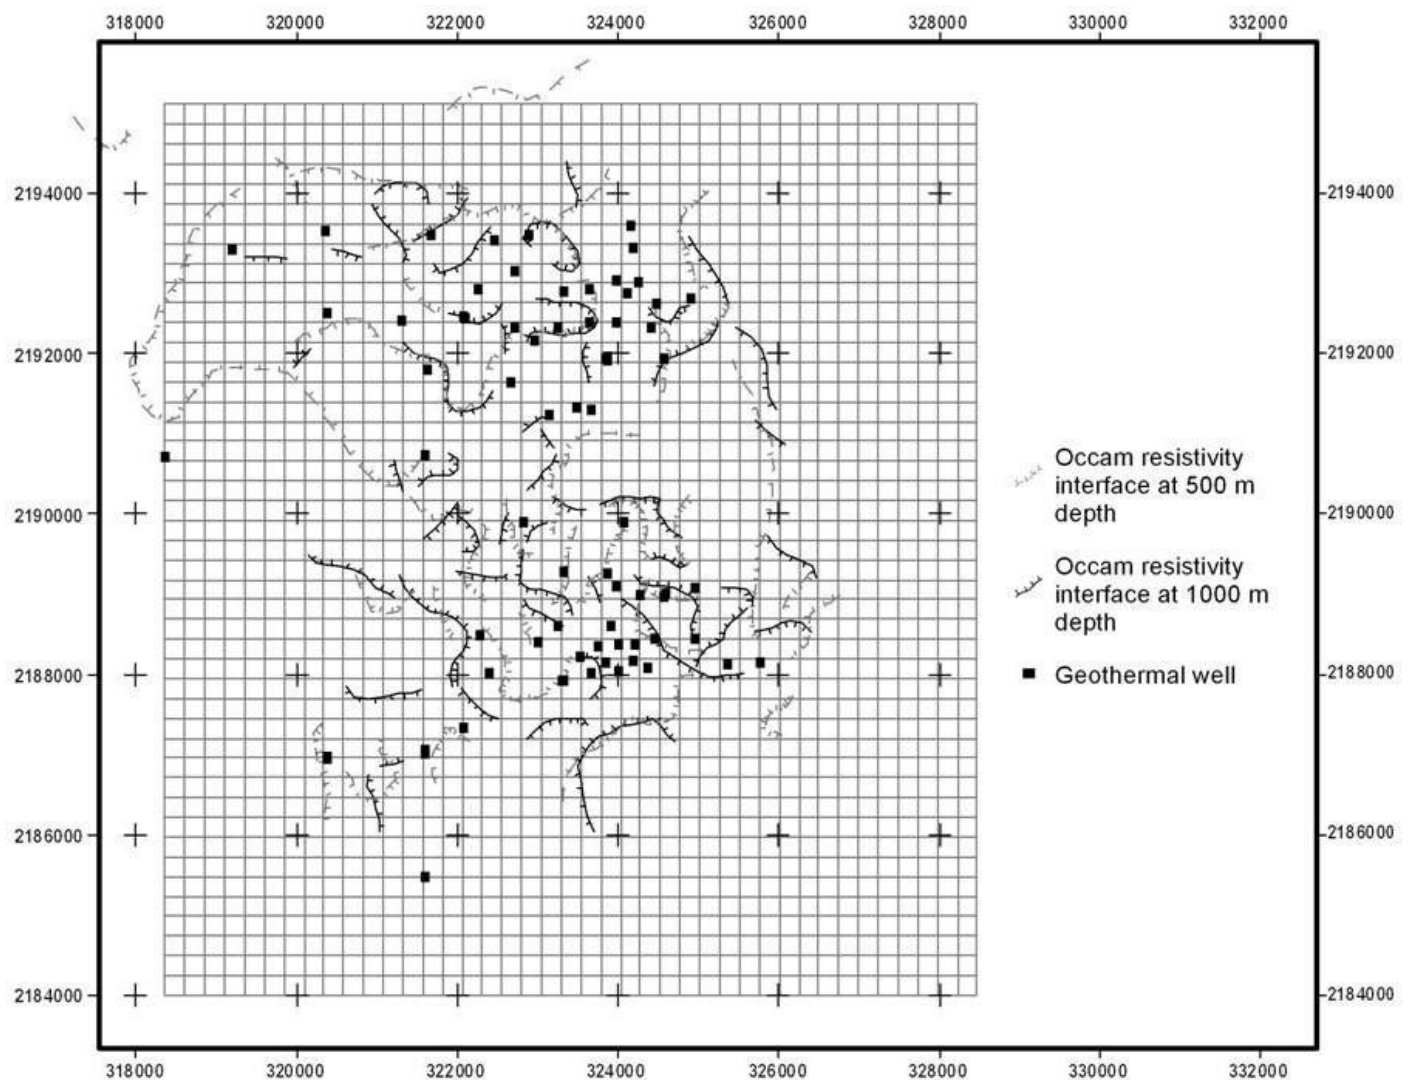 318000 320000 322000 324000 326000 328000 330000 332000
2194000 2194000
2192000 2192000
Occam resistivity
interface at 500 m
depth
2190000 2190000
Occam resistivity
interface at 1000 m
depth
2188000 Geothermal well 2188000
2186000 2186000
2184000 2184000
318000 320000 322000 324000 326000 328000 330000 332000